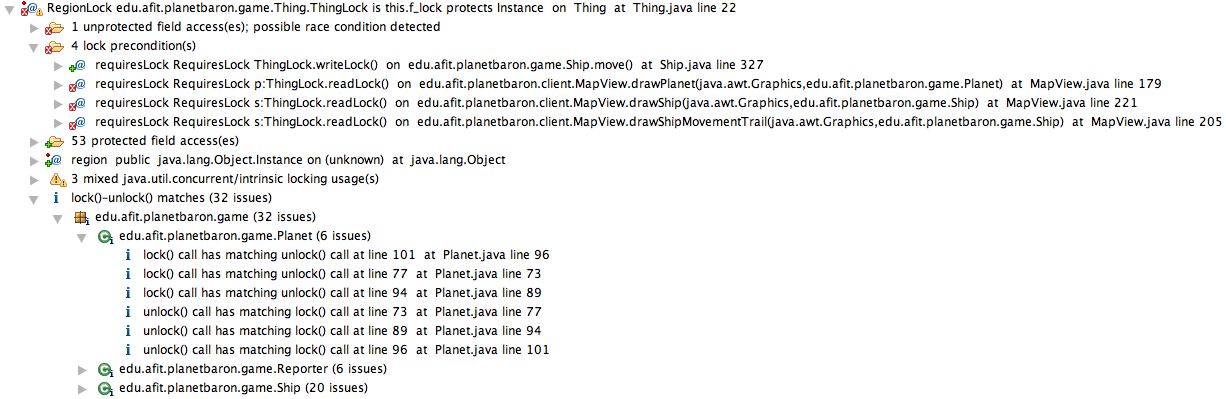 RegionLock edu.afit.planetbaron.game.Thing.ThingLock is this.f_lock protects Instance on Thing at Thing.java line 22
1 unprotected field access(es); possible race condition detected
4 lock precondition(s)
requiresLock RequiresLock ThingLock.writeLock() on edu.afit.planetbaron.game.Ship.move() at Ship.java line 327
requiresLock RequiresLock p:ThingLock.readLock() on edu.afit.planetbaron.client.MapView.drawPlanet(java.awt.Graphics,edu.afit.planetbaron.game.Planet) at MapView.java line 179
requiresLock RequiresLock s:ThingLock.readLock() on edu.afit.planetbaron.client.MapView.drawShip(java.awt.Graphics,edu.afit.planetbaron.game.Ship) at MapView.java line 221
requiresLock RequiresLock s:ThingLock.readLock() on edu.afit.planetbaron.client.MapView.drawShipMovementTrail(java.awt.Graphics,edu.afit.planetbaron.game.Ship) at MapView.java line 205
53 protected field access(es)
region public java.lang.Object.Instance on (unknown) at java.lang.Object
3 mixed java.util.concurrent/intrinsic locking usage(s)
lock()-unlock() matches (32 issues)
edu.afit.planetbaron.game (32 issues)
edu.afit.planetbaron.game.Planet (6 issues)
lock() call has matching unlock() call at line 101 at Planet.java line 96
lock() call has matching unlock() call at line 77 at Planet.java line 73
lock() call has matching unlock() call at line 94 at Planet.java line 89
unlock() call has matching lock() call at line 73 at Planet.java line 77
unlock() call has matching lock() call at line 89 at Planet.java line 94
unlock() call has matching lock() call at line 96 at Planet.java line 101
edu.afit.planetbaron.game.Reporter (6 issues)
edu.afit.planetbaron.game.Ship (20 issues)